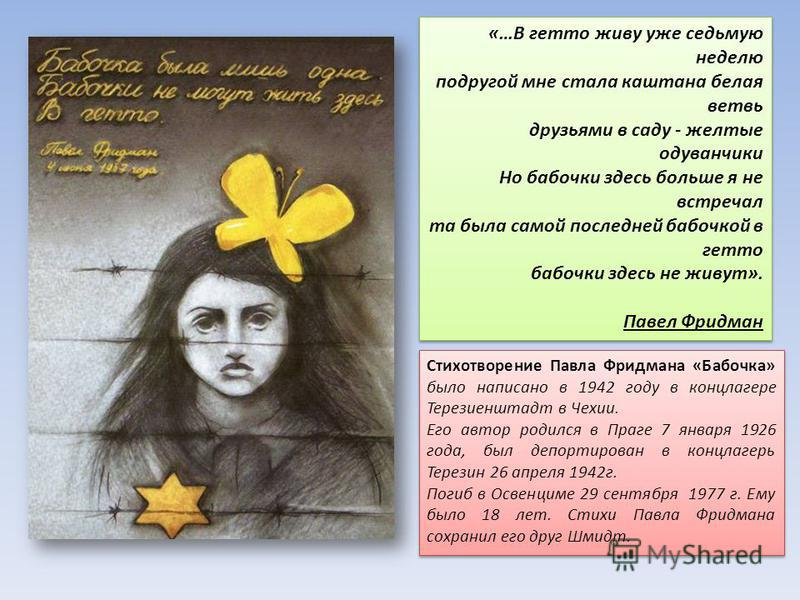 Бабочка была лишь одна.
Бабочки не могут жить здесь
В гетто.
Павел Фридман
4 июня 1937 года
«…В гетто живу уже седьмую
неделю
подругой мне стала каштана белая
ветвь
друзьями в саду - желтые
одуванчики
Но бабочки здесь больше я не
встречал
та была самой последней бабочкой в
гетто
бабочки здесь не живут».
Павел Фридман
Стихотворение Павла Фридмана «Бабочка»
было написано в 1942 году в концлагере
Терезиенштадт в Чехии.
Его автор родился в Праге 7 января 1926
года, был депортирован в концлагерь
Терезин 26 апреля 1942г.
Погиб в Освенциме 29 сентября 1977 г. Ему
было 18 лет. Стихи Павла Фридмана
сохранил его друг Шмидт.
MyShared